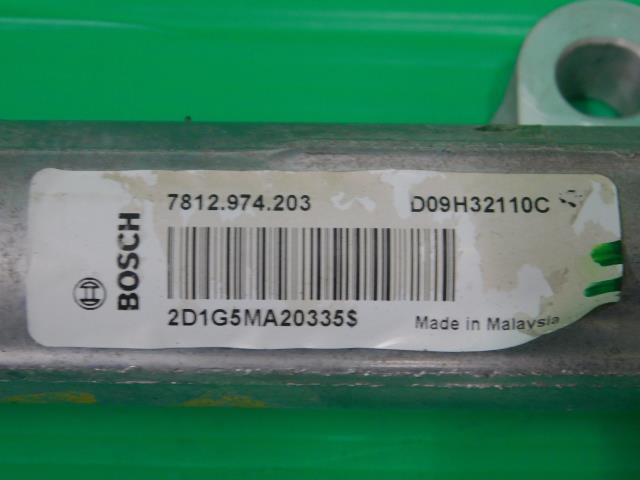 BOSCH
7812.974.203 D09H32110C
2D1G5MA20335$
Made in Malaysia